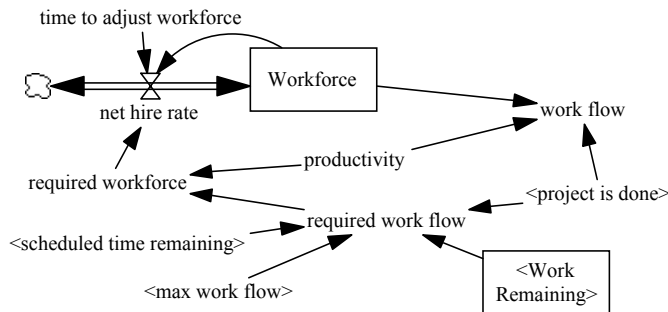 time to adjust workforce
Workforce
net hire rate
work flow
productivity
required workforce
<project is done>
required work flow
<scheduled time remaining>
<max work flow>
<Work
Remaining>